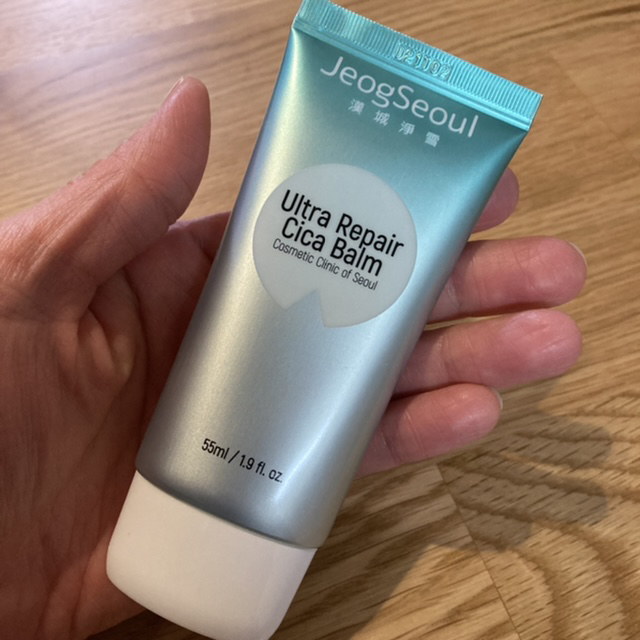 JeogSeoul
漢城淨雪
Ultra Repair
Cica Balm
Cosmetic Clinic of Seoul
55ml / 1.9 fl. oz.